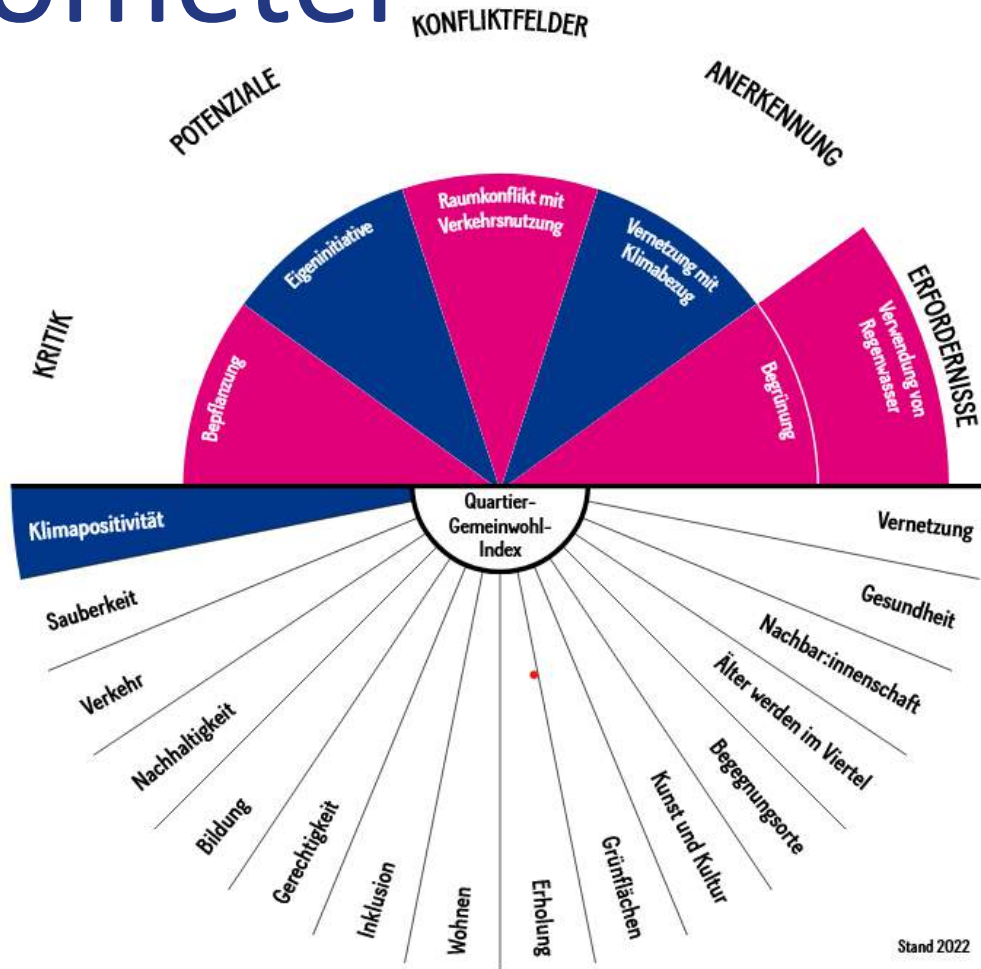 ometer
KONFLIKTFELDER
POTENZIALE
ANERKENNUNG
KRITIK
ERFORDERNISSE
Bepflanzung
Eigeninitiative
Raumkonflikt mit
Verkehrsnutzung
Vernetzung mit
Klimabezug
Begrünung
Verwendung von
Regenwasser
Quartier-
Gemeinwohl-
Index
Klimapositivität
Sauberkeit
Verkehr
Nachhaltigkeit
Bildung
Gerechtigkeit
Inklusion
Wohnen
Erholung
Grünflächen
Kunst und Kultur
Begegnungsorte
Älter werden im Viertel
Nachbar:innenschaft
Gesundheit
Vernetzung
Stand 2022